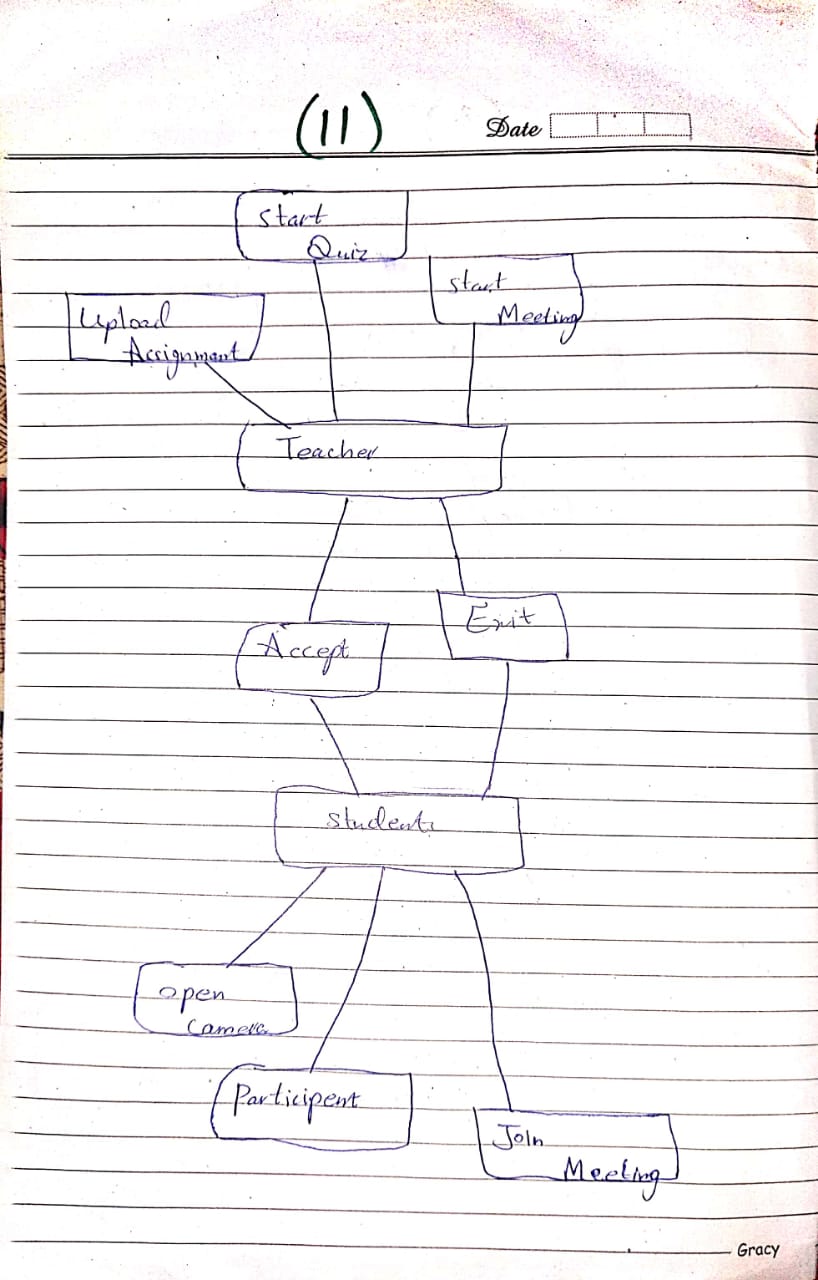 (11)
Date
Start
Quiz
Start
Meeting
Upload
Assignment
Teacher
Exit
Accept
Students
Open
Camera
Participent
Join
Meeting
Gracy